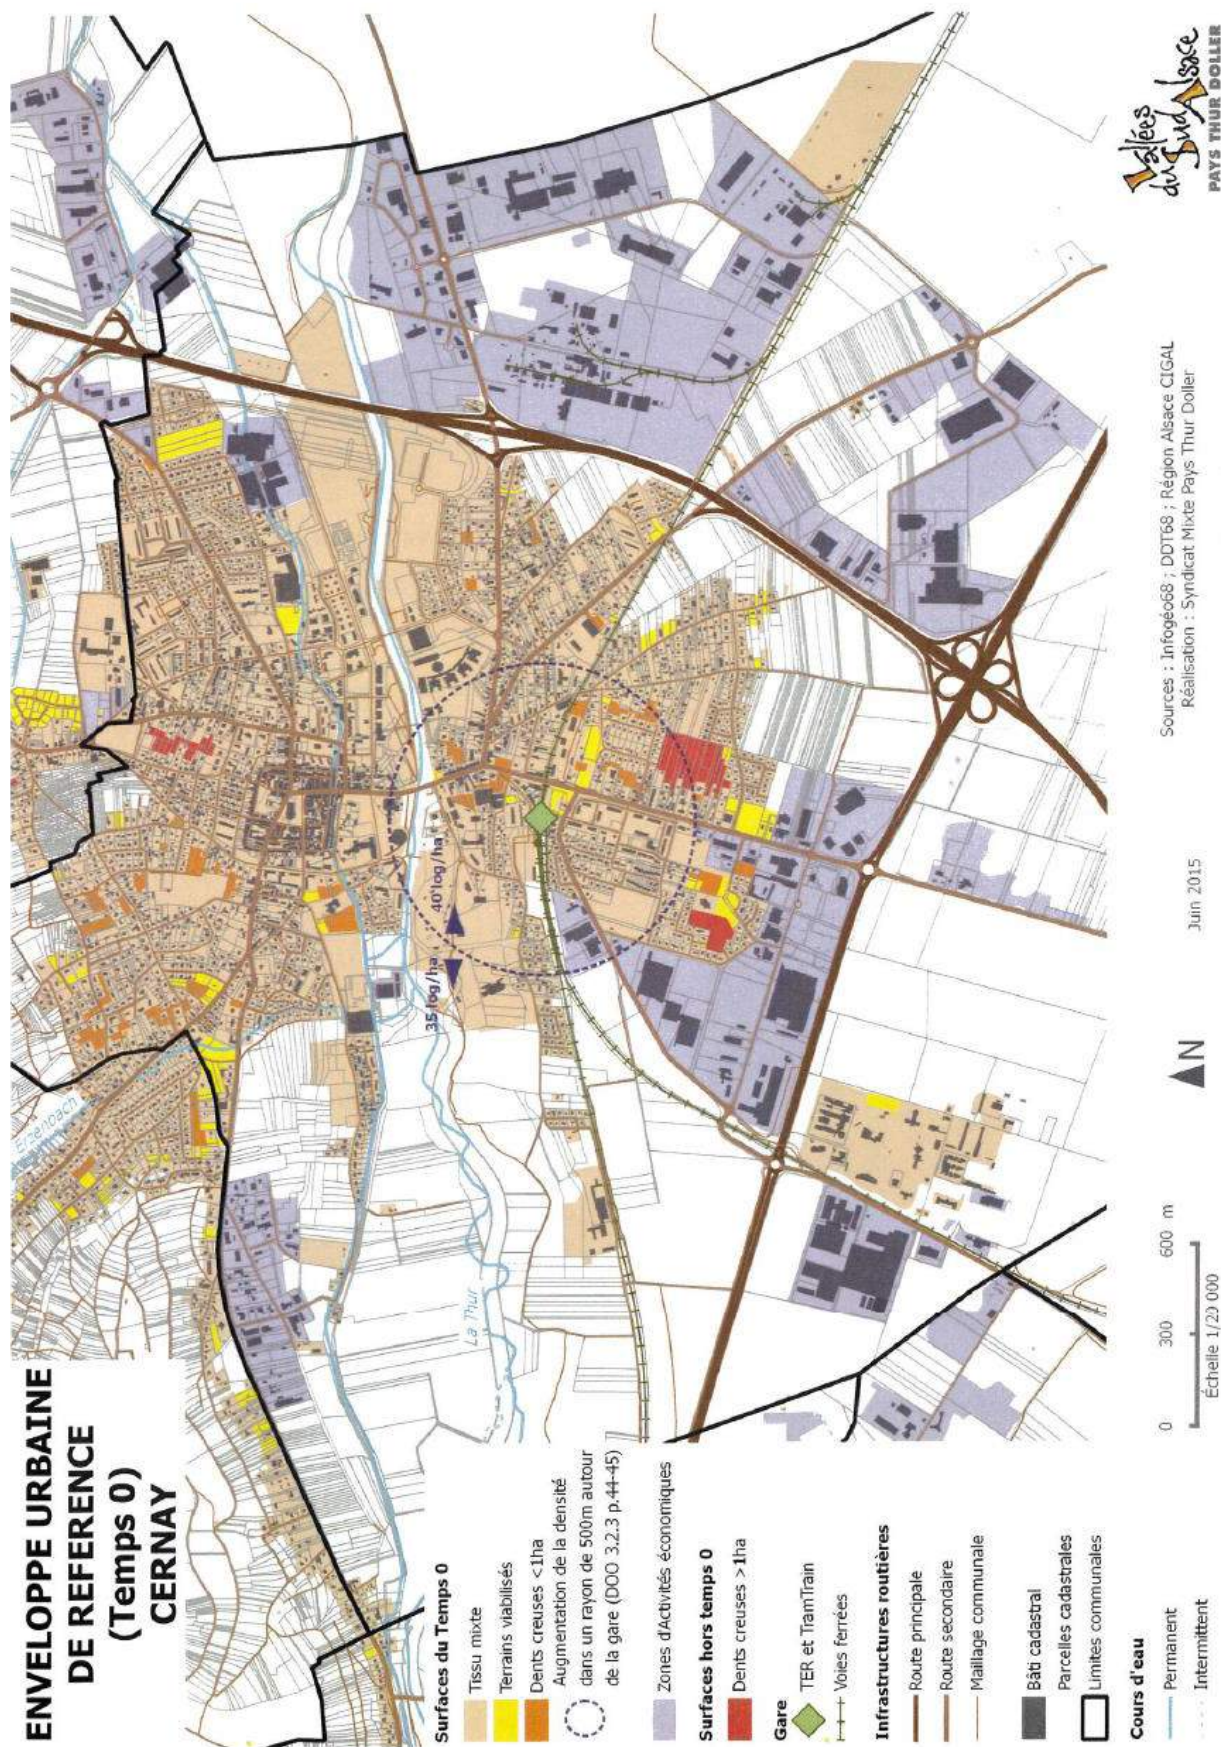 ENVELOPPE URBAINE
DE REFERENCE
(Temps 0)
CERNAY
Surfaces du Temps 0
Tissu mixte
Terrains viabilisés
Dents creuses <1ha
Augmentation de la densité
dans un rayon de 500m autour
de la gare (DOO 3.2.3 p.44-45)
Zones d'Activités économiques
Surfaces hors temps 0
Dents creuses >1ha
Gare
TER et TramTrain
Voies ferrées
Infrastructures routières
Route principale
Route secondaire
Maillage communale
Bâti cadastral
Parcelles cadastrales
Limites communales
Cours d'eau
Permanent
Intermittent
Erzenbach
La Thur
35 log/ha
40 log/ha
0 300 600 m
Échelle 1/20 000
N
Juin 2015
Sources : Infogéo68 ; DDT68 ; Région Alsace CIGAL
Réalisation : Syndicat Mixte Pays Thur Doller
Vallées
du Sud Alsace
PAYS THUR DOLLER